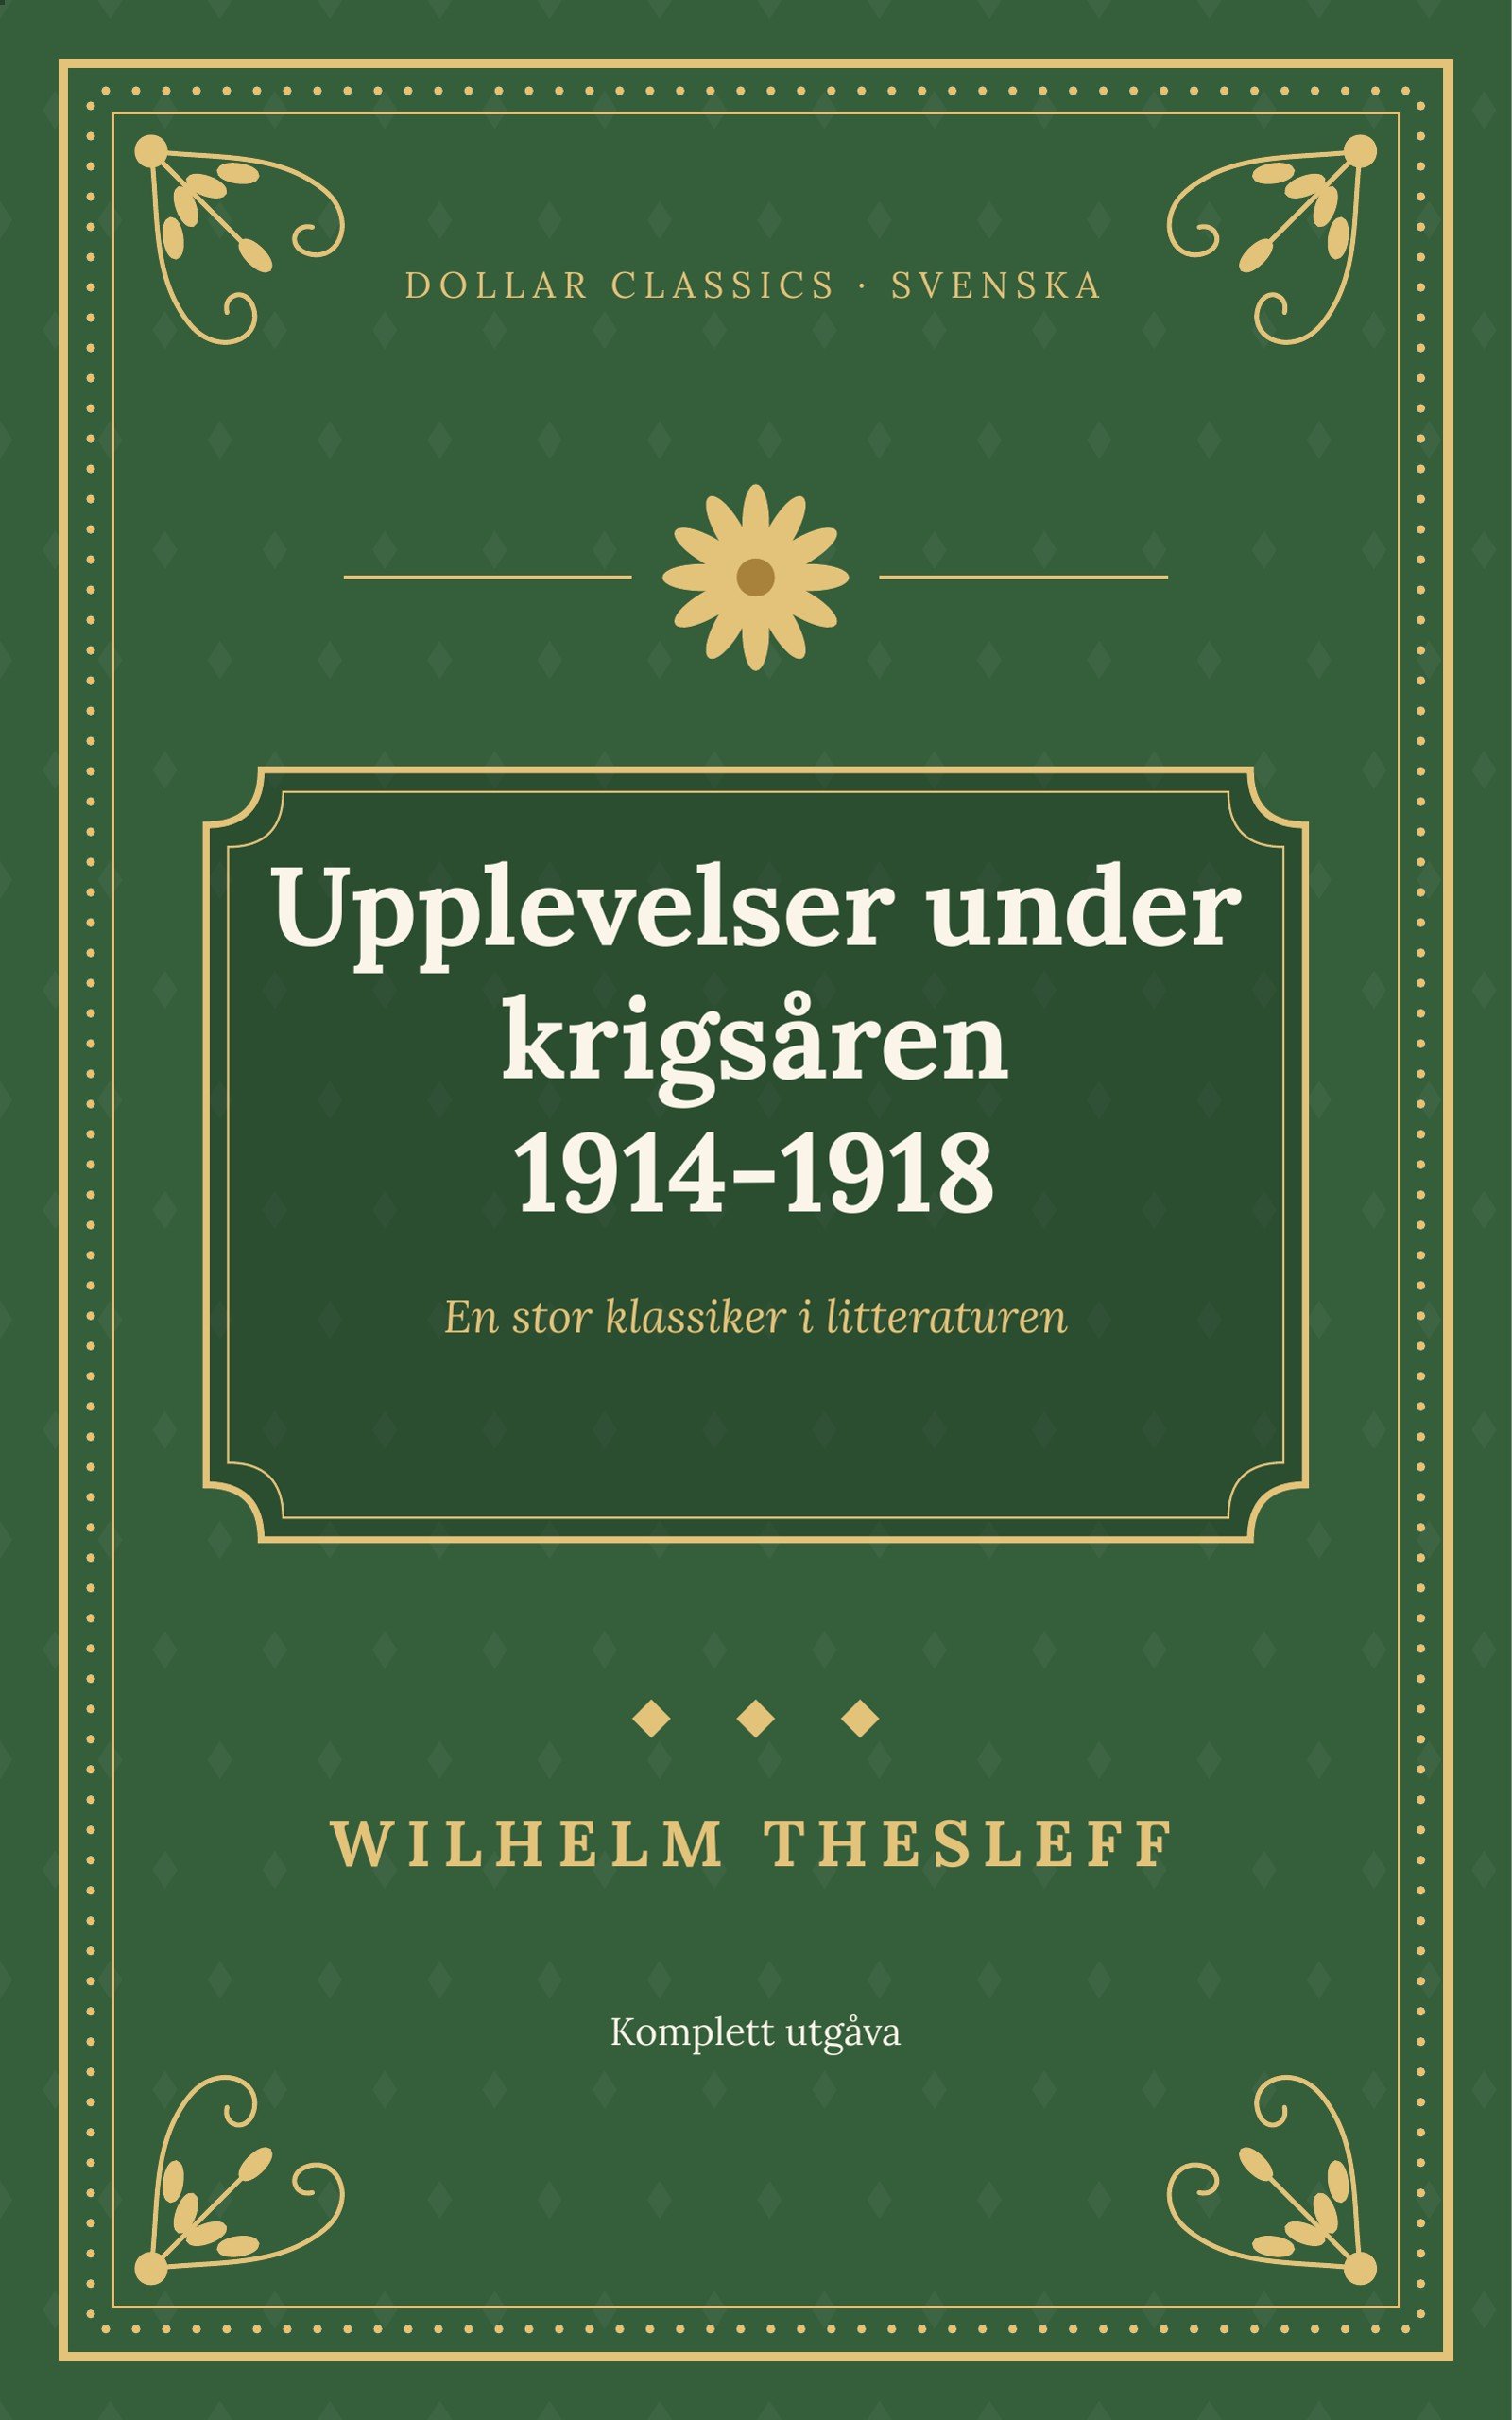 DOLLAR CLASSICS · SVENSKA
Upplevelser under
krigsåren
1914–1918
En stor klassiker i litteraturen
WILHELM THESLEFF
Komplett utgåva